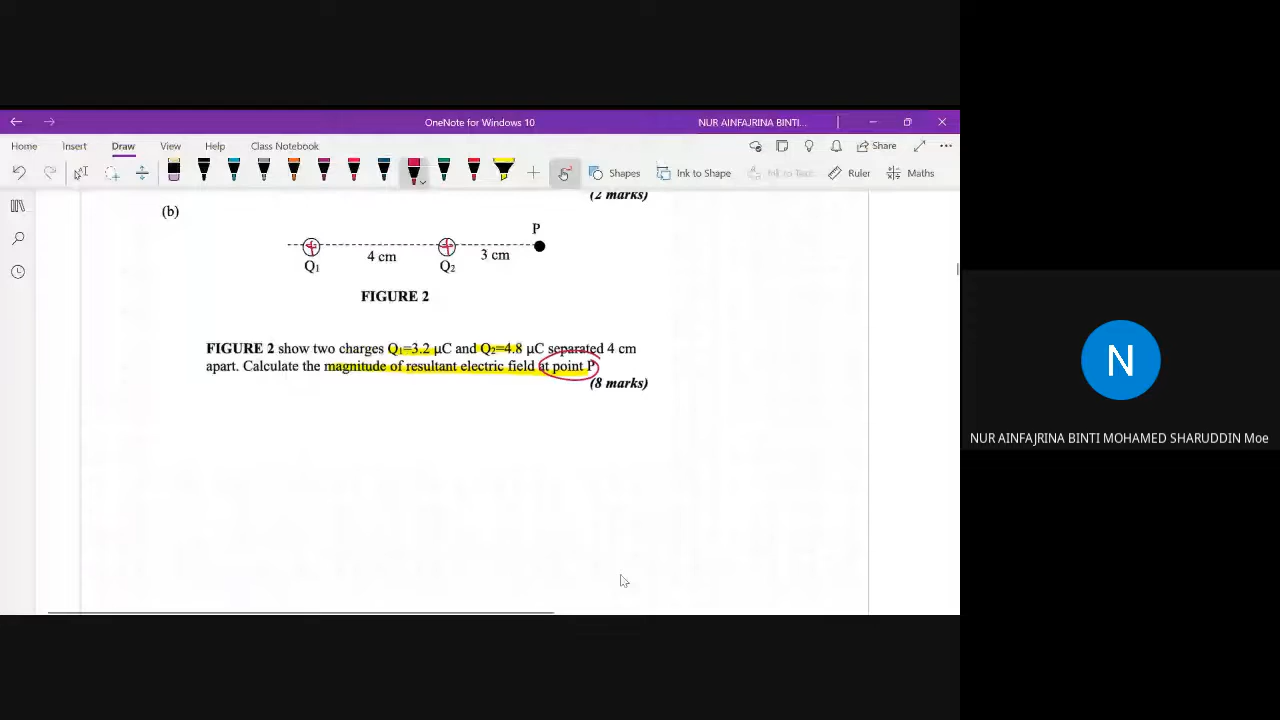 OneNote for Windows 10
NUR AINFAJRINA BINTI...
Home Insert Draw View Help Class Notebook
Share
Shapes
Ink to Shape
Ink to Text
Ruler
Maths
(2 marks)
(b)
P
+ +
4 cm
3 cm
Q₁
Q₂
FIGURE 2
FIGURE 2 show two charges Q₁=3.2 µC and Q₂=4.8 µC separated 4 cm
apart. Calculate the magnitude of resultant electric field at point P
(8 marks)
N
NUR AINFAJRINA BINTI MOHAMED SHARUDDIN Moe